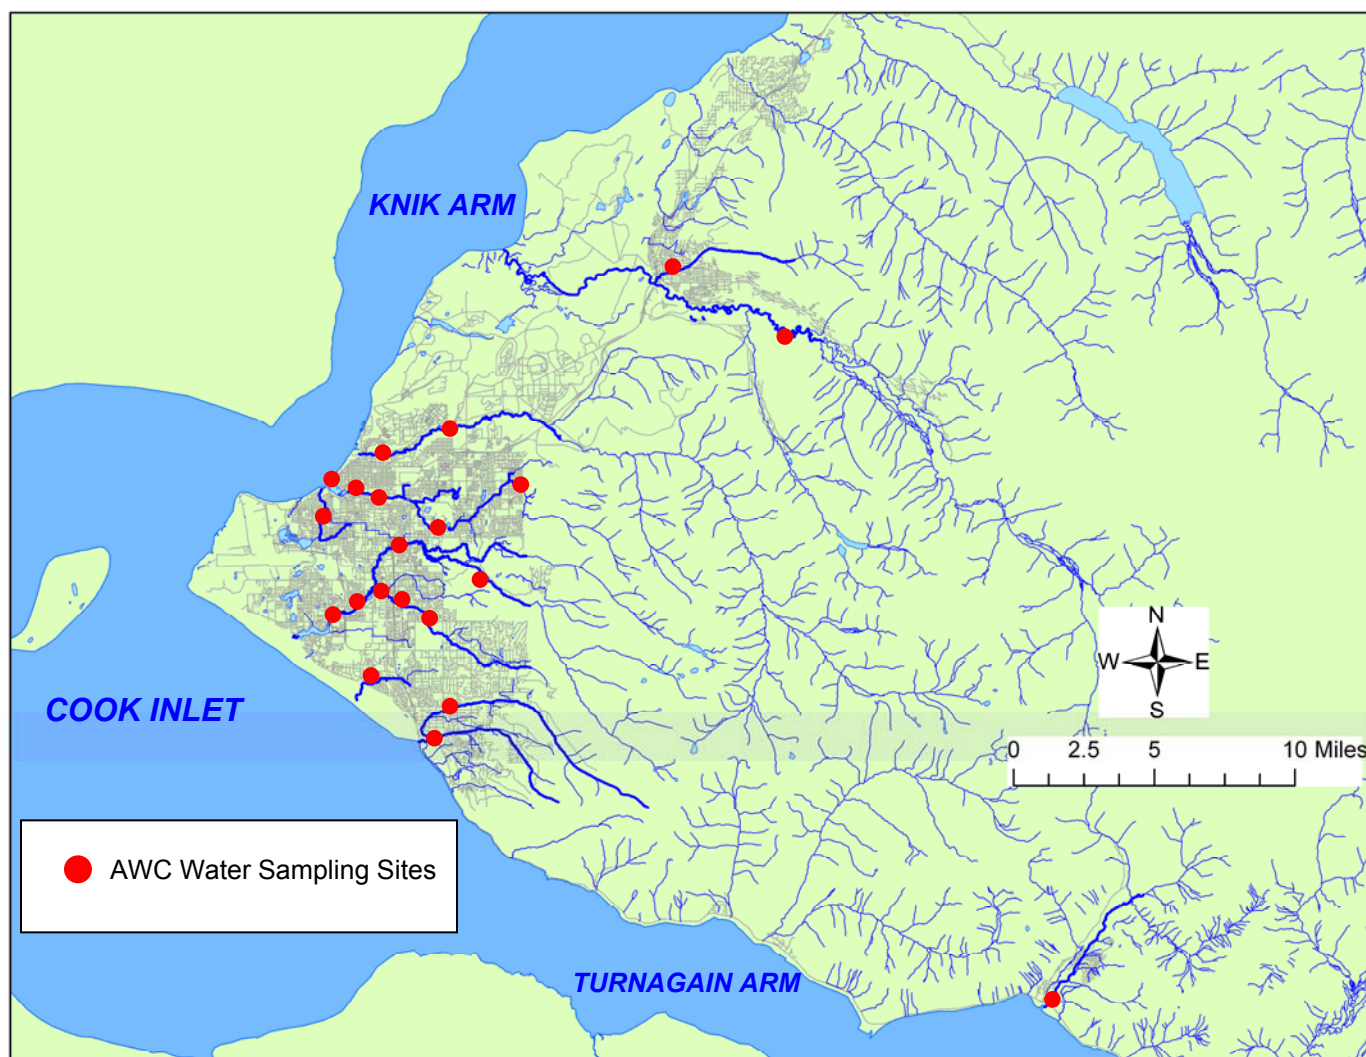 KNIK ARM
N
W E
S
COOK INLET
0 2.5 5 10 Miles
AWC Water Sampling Sites
TURNAGAIN ARM